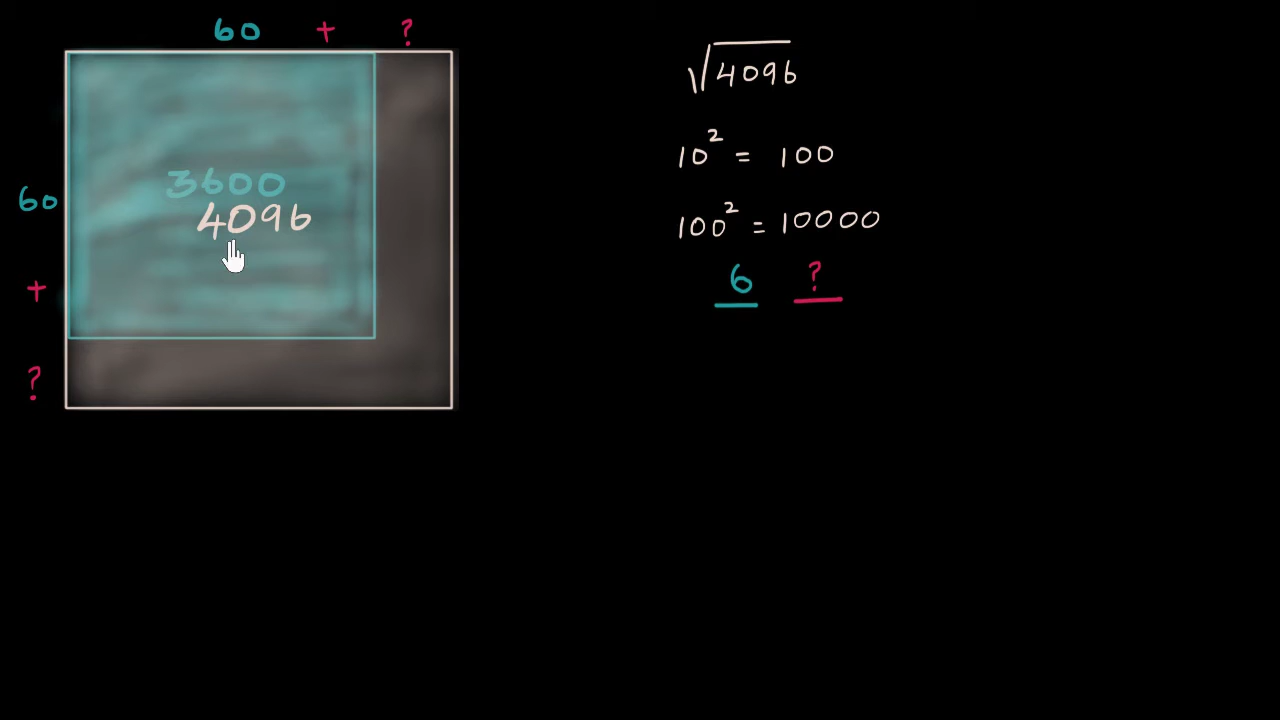 60 + ?
60
+
?
3600
4096
√4096
10² = 100
100² = 10000
6 ?